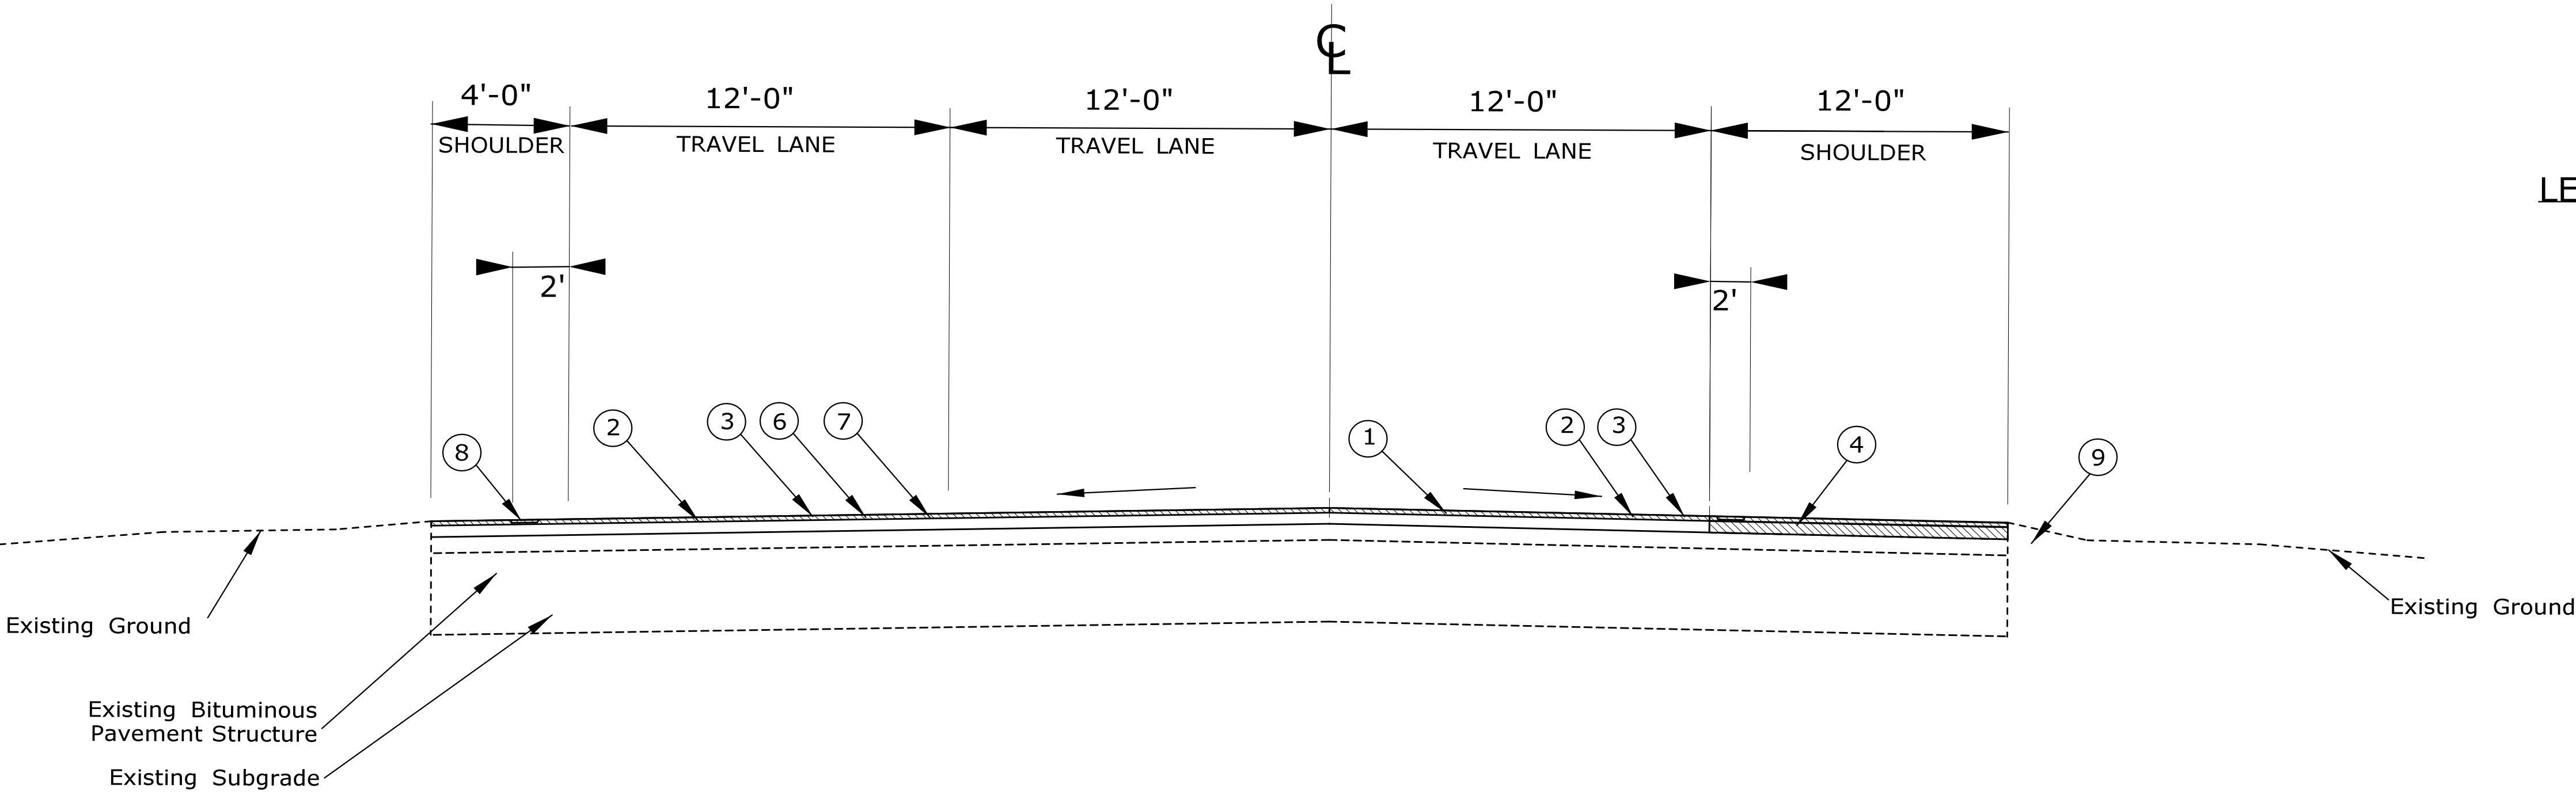 ℄
4'-0" 12'-0" 12'-0" 12'-0" 12'-0"
SHOULDER TRAVEL LANE TRAVEL LANE TRAVEL LANE SHOULDER
LE
2' 2'
8 2 3 6 7 1 2 3 4 9
Existing Ground Existing Ground
Existing Bituminous
Pavement Structure
Existing Subgrade